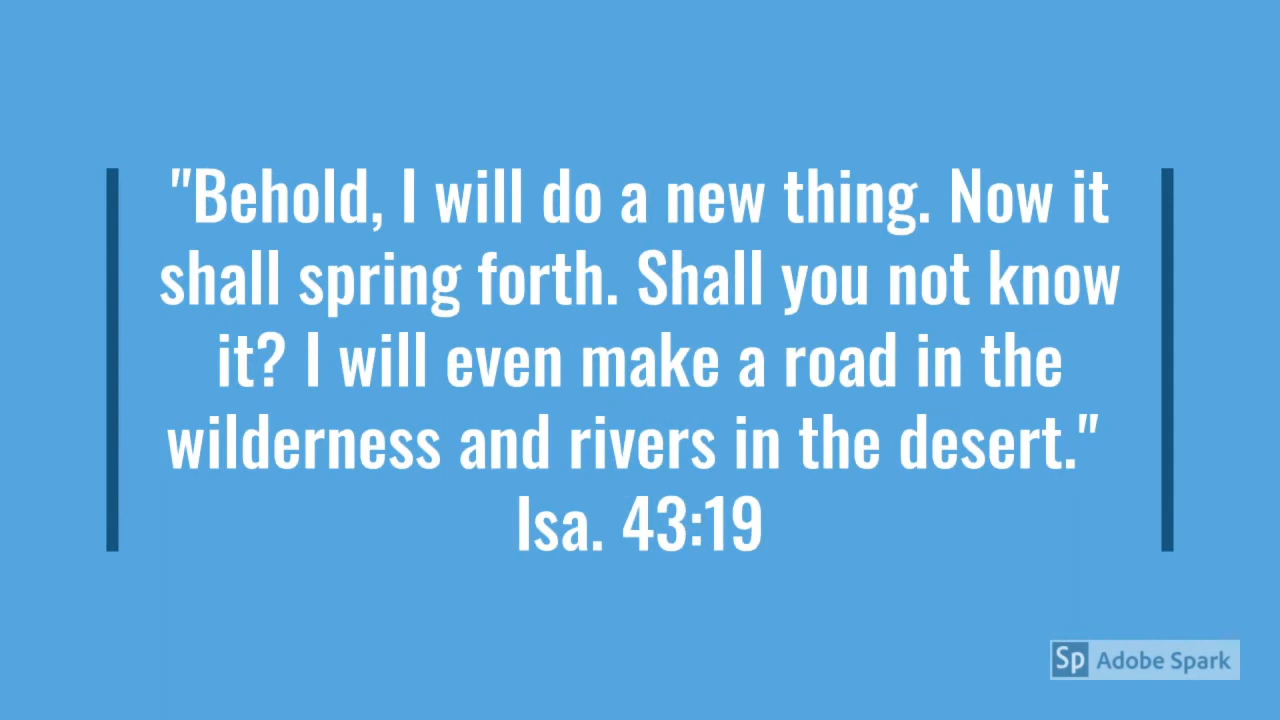 "Behold, I will do a new thing. Now it
shall spring forth. Shall you not know
it? I will even make a road in the
wilderness and rivers in the desert."
Isa. 43:19
Sp Adobe Spark